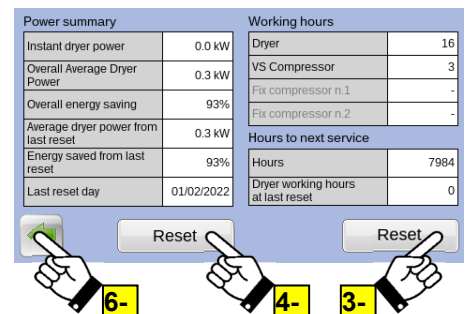 Power summary
Instant dryer power 0.0 kW
Overall Average Dryer
Power 0.3 kW
Overall energy saving 93%
Average dryer power from
last reset 0.3 kW
Energy saved from last
reset 93%
Last reset day 01/02/2022
Working hours
Dryer 16
VS Compressor 3
Fix compressor n.1 -
Fix compressor n.2 -
Hours to next service
Hours 7984
Dryer working hours
at last reset 0
Reset
Reset
6-
4-
3-